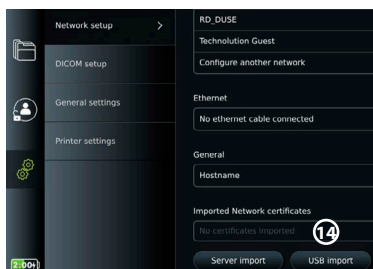 Network setup >
DICOM setup
General settings
Printer settings
2:00
RD_DUSE
Technolution Guest
Configure another network
Ethernet
No ethernet cable connected
General
Hostname
Imported Network certificates
No certificates imported
14
Server import
USB import